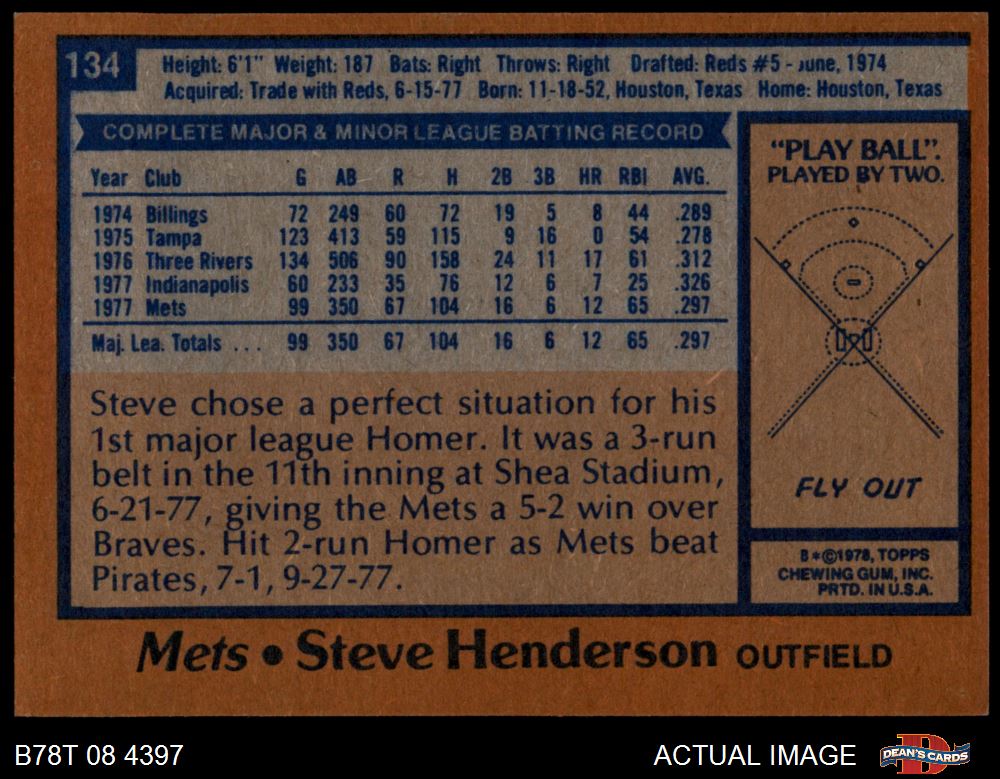 134
Height: 6'1" Weight: 187 Bats: Right Throws: Right Drafted: Reds #5 - June, 1974
Acquired: Trade with Reds, 6-15-77 Born: 11-18-52, Houston, Texas Home: Houston, Texas
COMPLETE MAJOR & MINOR LEAGUE BATTING RECORD
Year Club G AB R H 2B 3B HR RBI AVG.
1974 Billings 72 249 60 72 19 5 8 44 .289
1975 Tampa 123 413 59 115 9 16 0 54 .278
1976 Three Rivers 134 506 90 158 24 11 17 61 .312
1977 Indianapolis 60 233 35 76 12 6 7 25 .326
1977 Mets 99 350 67 104 16 6 12 65 .297
Maj. Lea. Totals ... 99 350 67 104 16 6 12 65 .297
Steve chose a perfect situation for his
1st major league Homer. It was a 3-run
belt in the 11th inning at Shea Stadium,
6-21-77, giving the Mets a 5-2 win over
Braves. Hit 2-run Homer as Mets beat
Pirates, 7-1, 9-27-77.
"PLAY BALL".
PLAYED BY TWO.
FLY OUT
B*©1978, TOPPS
CHEWING GUM, INC.
PRTD. IN U.S.A.
Mets • Steve Henderson OUTFIELD
B78T 08 4397
ACTUAL IMAGE
DEAN'S CARDS